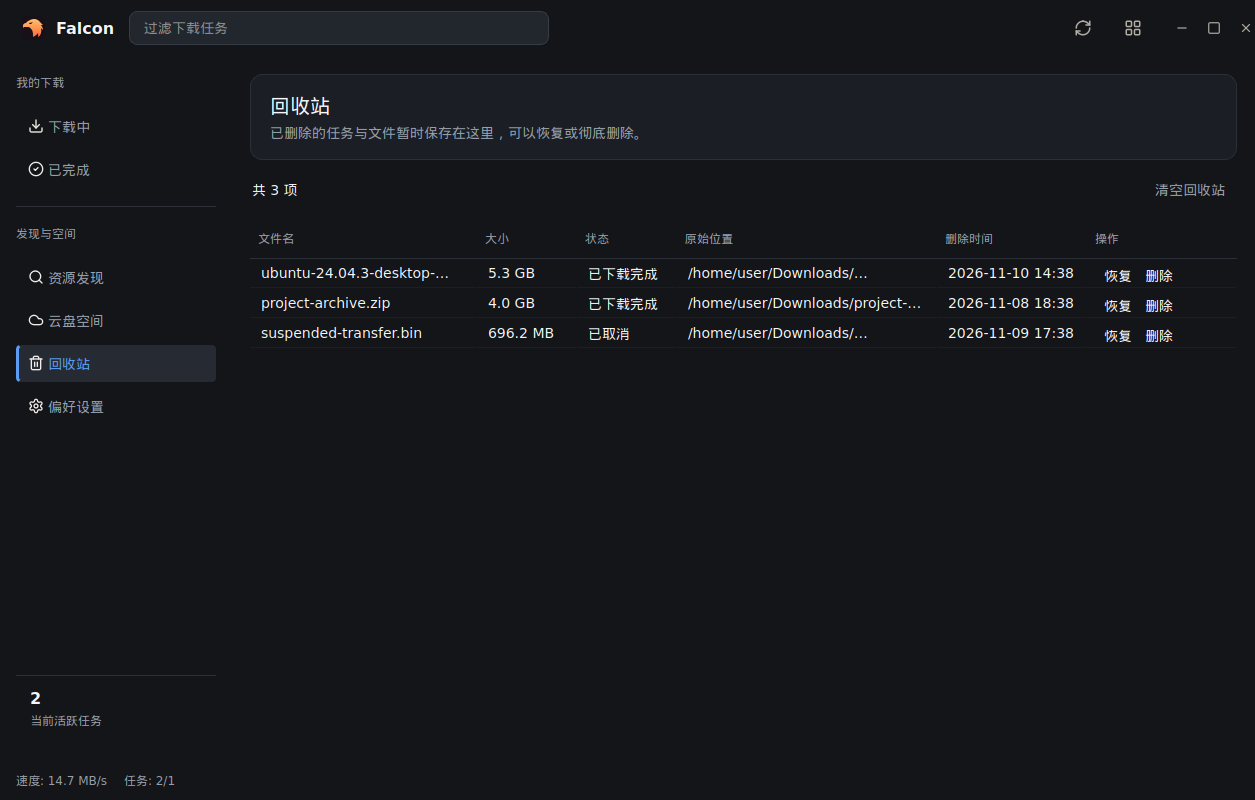 Falcon
过滤下载任务
我的下载
下载中
已完成
发现与空间
资源发现
云盘空间
回收站
偏好设置
2
当前活跃任务
速度: 14.7 MB/s 任务: 2/1
回收站
已删除的任务与文件暂时保存在这里，可以恢复或彻底删除。
共 3 项 清空回收站
文件名 大小 状态 原始位置 删除时间 操作
ubuntu-24.04.3-desktop-... 5.3 GB 已下载完成 /home/user/Downloads/... 2026-11-10 14:38 恢复 删除
project-archive.zip 4.0 GB 已下载完成 /home/user/Downloads/project-... 2026-11-08 18:38 恢复 删除
suspended-transfer.bin 696.2 MB 已取消 /home/user/Downloads/... 2026-11-09 17:38 恢复 删除